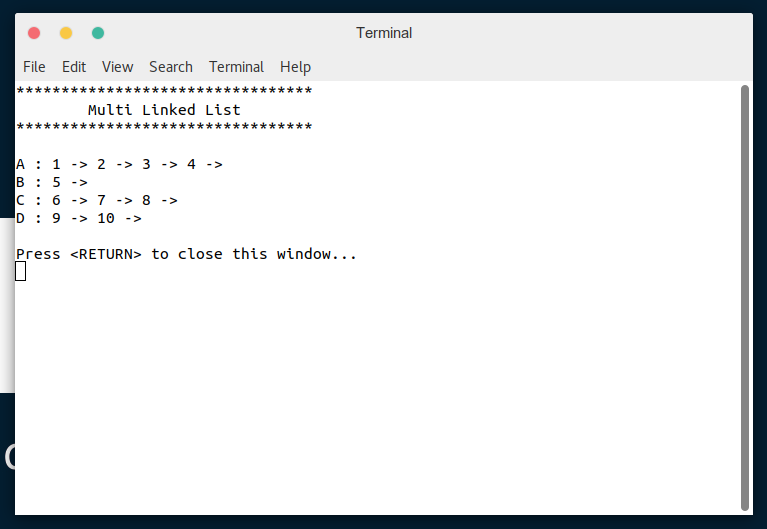 Terminal
File Edit View Search Terminal Help
*********************************
        Multi Linked List
*********************************
A : 1 -> 2 -> 3 -> 4 ->
B : 5 ->
C : 6 -> 7 -> 8 ->
D : 9 -> 10 ->
Press <RETURN> to close this window...